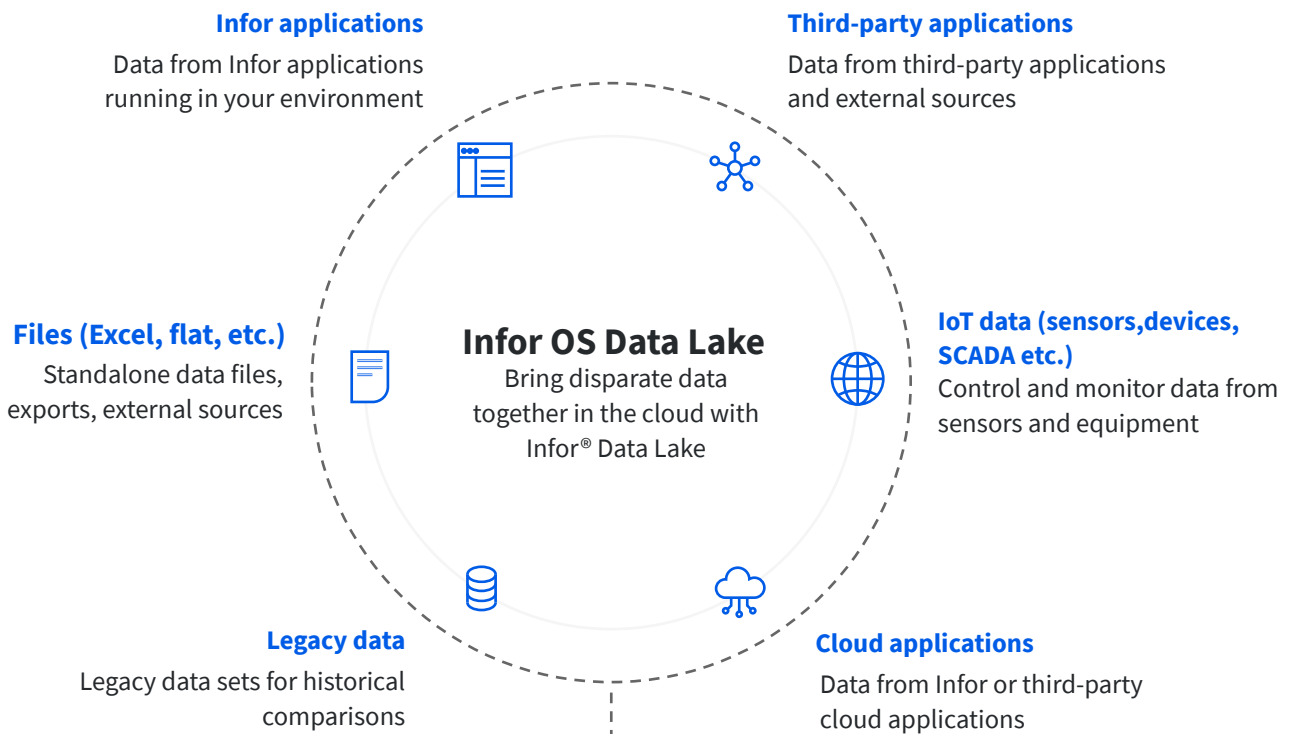 Infor applications
Data from Infor applications
running in your environment
Third-party applications
Data from third-party applications
and external sources
Files (Excel, flat, etc.)
Standalone data files,
exports, external sources
Infor OS Data Lake
Bring disparate data
together in the cloud with
Infor® Data Lake
IoT data (sensors,devices,
SCADA etc.)
Control and monitor data from
sensors and equipment
Legacy data
Legacy data sets for historical
comparisons
Cloud applications
Data from Infor or third-party
cloud applications